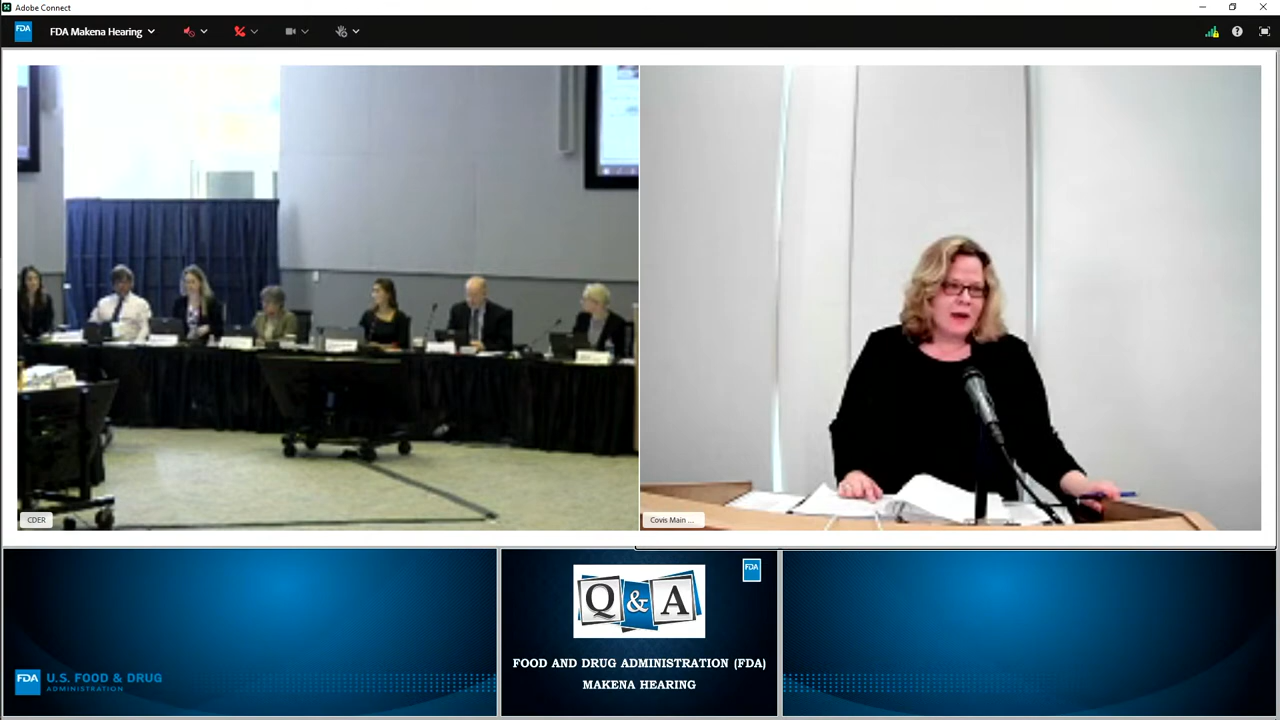 Adobe Connect
FDA
FDA Makena Hearing
CDER
Covis Main ...
FDA
Q & A
FOOD AND DRUG ADMINISTRATION (FDA)
MAKENA HEARING
FDA U.S. FOOD & DRUG
ADMINISTRATION